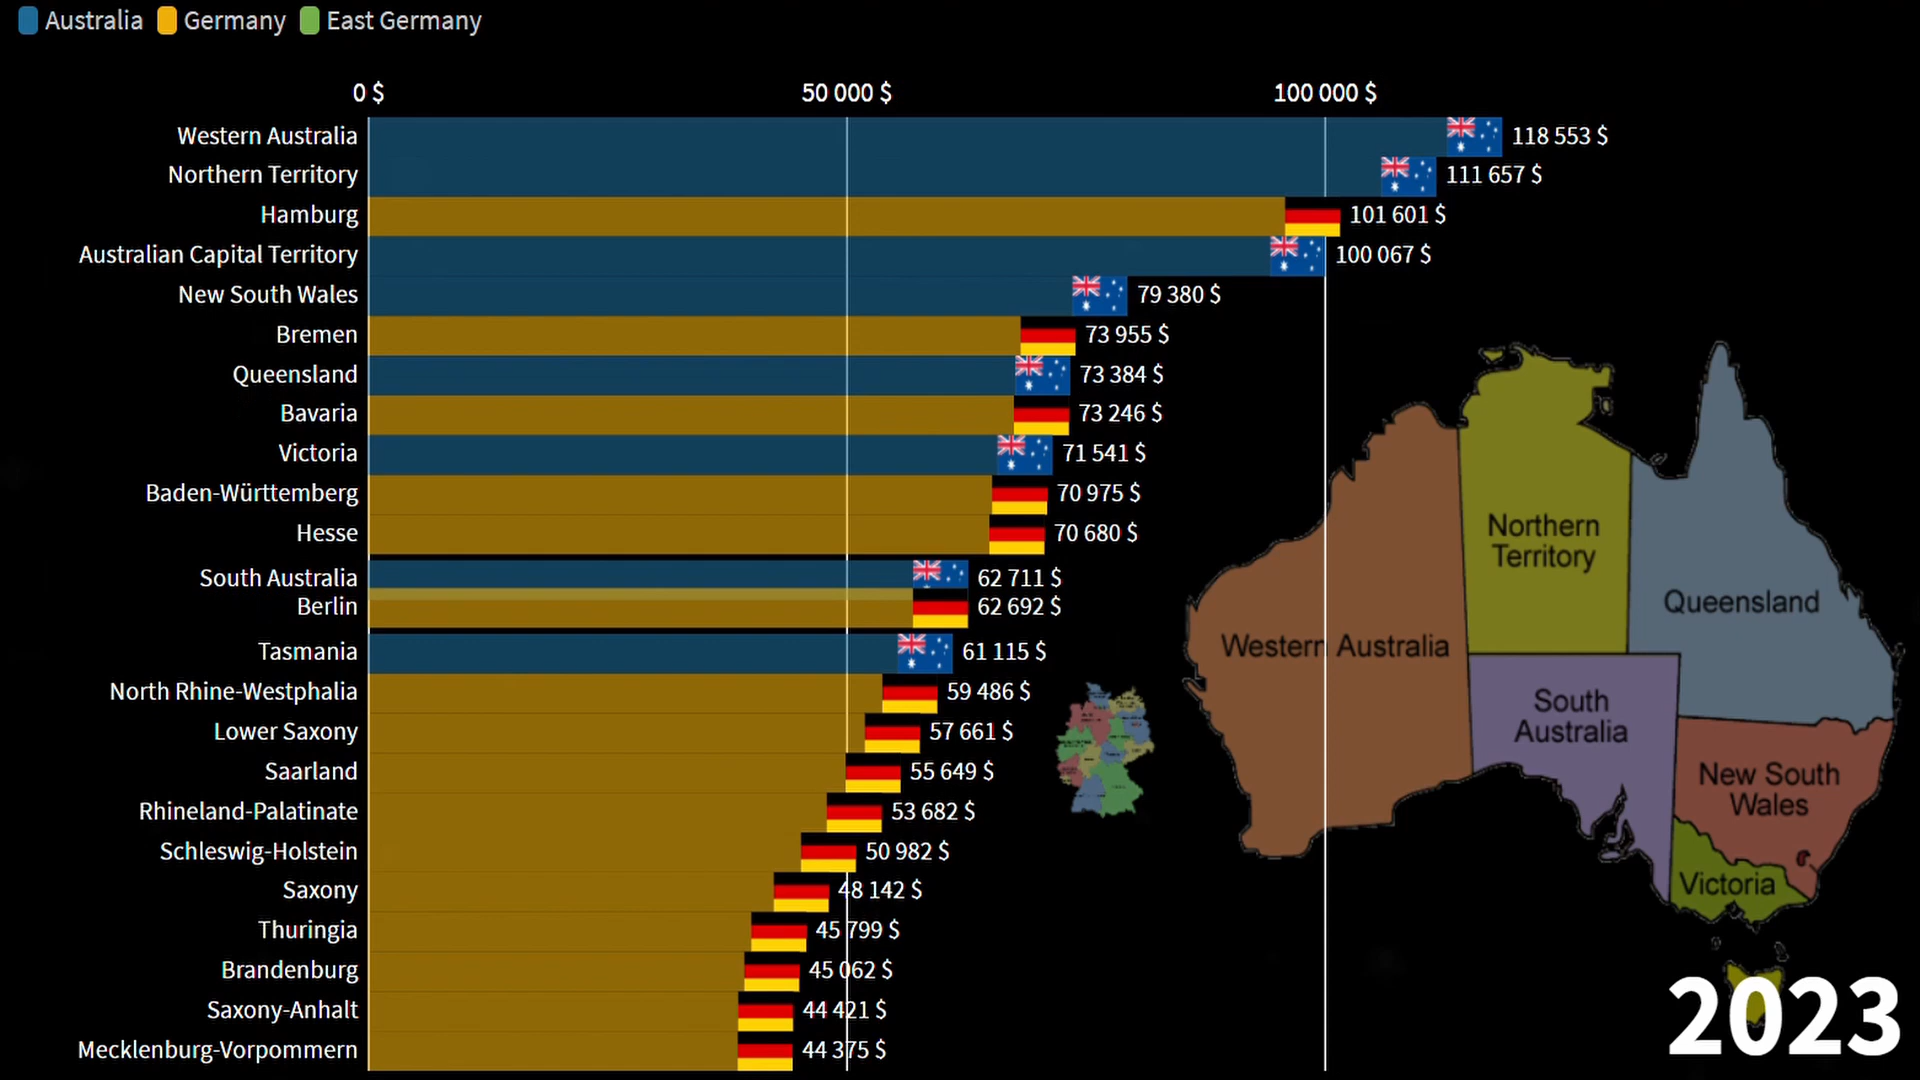 Australia Germany East Germany
0 $ 50 000 $ 100 000 $
Western Australia 118 553 $
Northern Territory 111 657 $
Hamburg 101 601 $
Australian Capital Territory 100 067 $
New South Wales 79 380 $
Bremen 73 955 $
Queensland 73 384 $
Bavaria 73 246 $
Victoria 71 541 $
Baden-Württemberg 70 975 $
Hesse 70 680 $
South Australia 62 711 $
Berlin 62 692 $
Tasmania 61 115 $
North Rhine-Westphalia 59 486 $
Lower Saxony 57 661 $
Saarland 55 649 $
Rhineland-Palatinate 53 682 $
Schleswig-Holstein 50 982 $
Saxony 48 142 $
Thuringia 45 799 $
Brandenburg 45 062 $
Saxony-Anhalt 44 421 $
Mecklenburg-Vorpommern 44 375 $
Northern
Territory
Queensland
Western Australia
South
Australia
New South
Wales
Victoria
2023